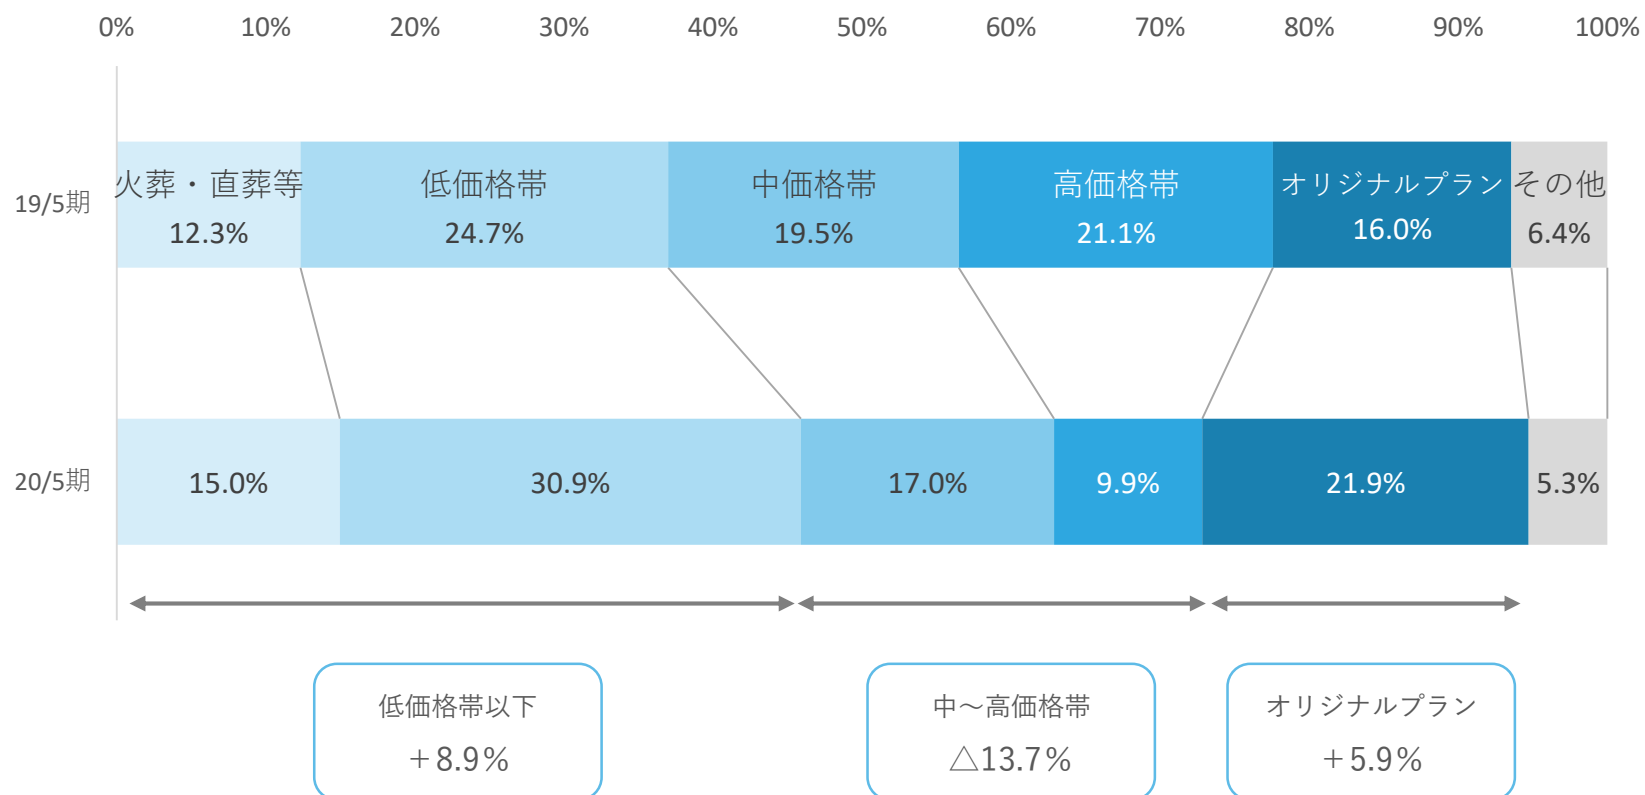 0% 10% 20% 30% 40% 50% 60% 70% 80% 90% 100%
19/5期
火葬・直葬等 低価格帯 中価格帯 高価格帯 オリジナルプラン その他
12.3% 24.7% 19.5% 21.1% 16.0% 6.4%
20/5期
15.0% 30.9% 17.0% 9.9% 21.9% 5.3%
低価格帯以下
＋8.9％
中～高価格帯
△13.7％
オリジナルプラン
＋5.9％